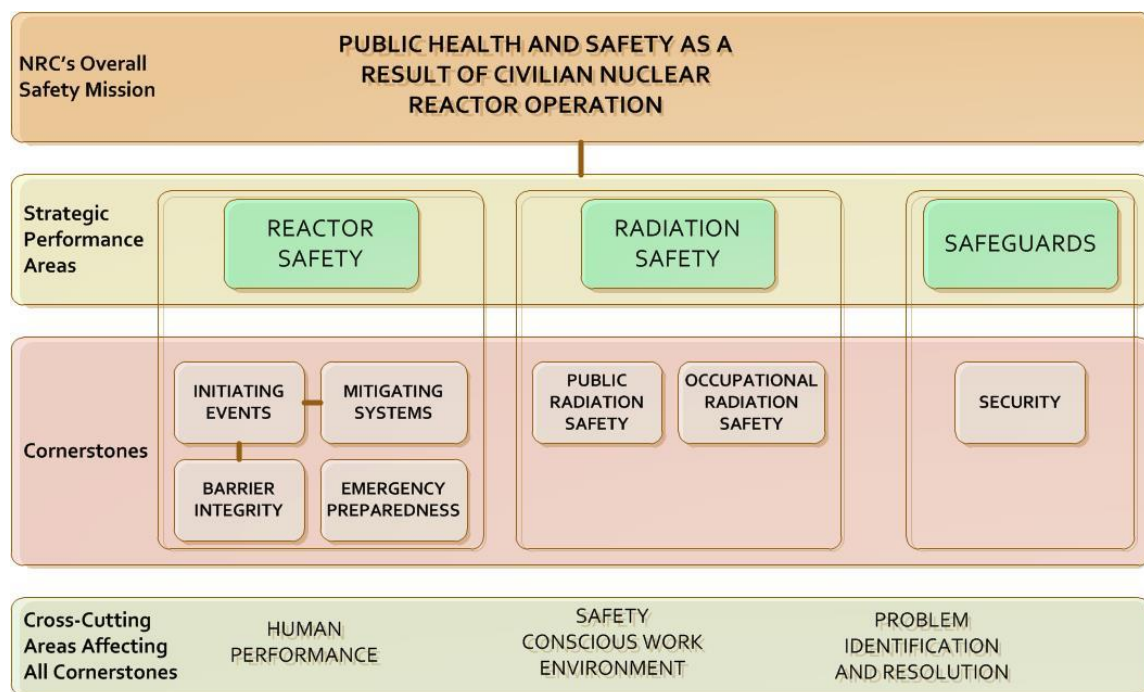 NRC's Overall
Safety Mission
PUBLIC HEALTH AND SAFETY AS A
RESULT OF CIVILIAN NUCLEAR
REACTOR OPERATION
Strategic
Performance
Areas
REACTOR
SAFETY
RADIATION
SAFETY
SAFEGUARDS
Cornerstones
INITIATING
EVENTS
MITIGATING
SYSTEMS
BARRIER
INTEGRITY
EMERGENCY
PREPAREDNESS
PUBLIC
RADIATION
SAFETY
OCCUPATIONAL
RADIATION
SAFETY
SECURITY
Cross-Cutting
Areas Affecting
All Cornerstones
HUMAN
PERFORMANCE
SAFETY
CONSCIOUS WORK
ENVIRONMENT
PROBLEM
IDENTIFICATION
AND RESOLUTION